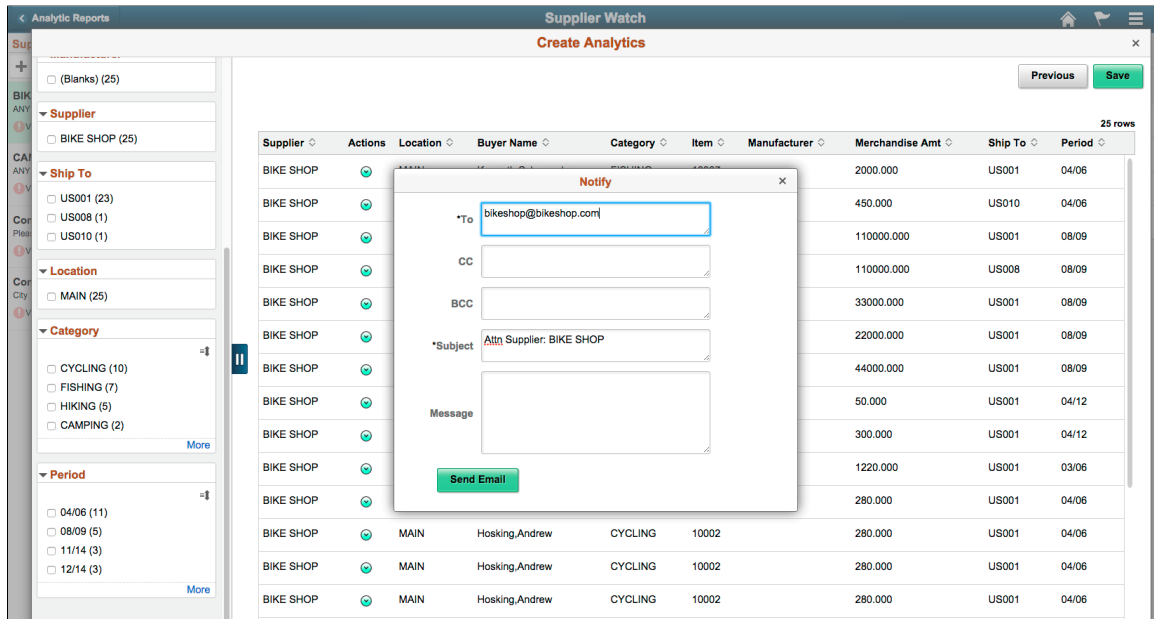 Analytic Reports
Supplier Watch
Sup
Create Analytics
(Blanks) (25)
Previous
Save
BIK
ANY
V
Supplier
BIKE SHOP (25)
25 rows
Supplier Actions Location Buyer Name Category Item Manufacturer Merchandise Amt Ship To Period
CAM
ANY
V
Ship To
US001 (23)
US008 (1)
US010 (1)
Con
Pleas
V
Location
MAIN (25)
Con
City
V
Category
CYCLING (10)
FISHING (7)
HIKING (5)
CAMPING (2)
More
Period
04/06 (11)
08/09 (5)
11/14 (3)
12/14 (3)
More
BIKE SHOP 2000.000 US001 04/06
BIKE SHOP 450.000 US010 04/06
BIKE SHOP 110000.000 US001 08/09
BIKE SHOP 110000.000 US008 08/09
BIKE SHOP 33000.000 US001 08/09
BIKE SHOP 22000.000 US001 08/09
BIKE SHOP 44000.000 US001 08/09
BIKE SHOP 50.000 US001 04/12
BIKE SHOP 300.000 US001 04/12
BIKE SHOP 1220.000 US001 03/06
BIKE SHOP 280.000 US001 04/06
BIKE SHOP MAIN Hosking,Andrew CYCLING 10002 280.000 US001 04/06
BIKE SHOP MAIN Hosking,Andrew CYCLING 10002 280.000 US001 04/06
BIKE SHOP MAIN Hosking,Andrew CYCLING 10002 280.000 US001 04/06
Notify
*To bikeshop@bikeshop.com
CC
BCC
*Subject Attn Supplier: BIKE SHOP
Message
Send Email